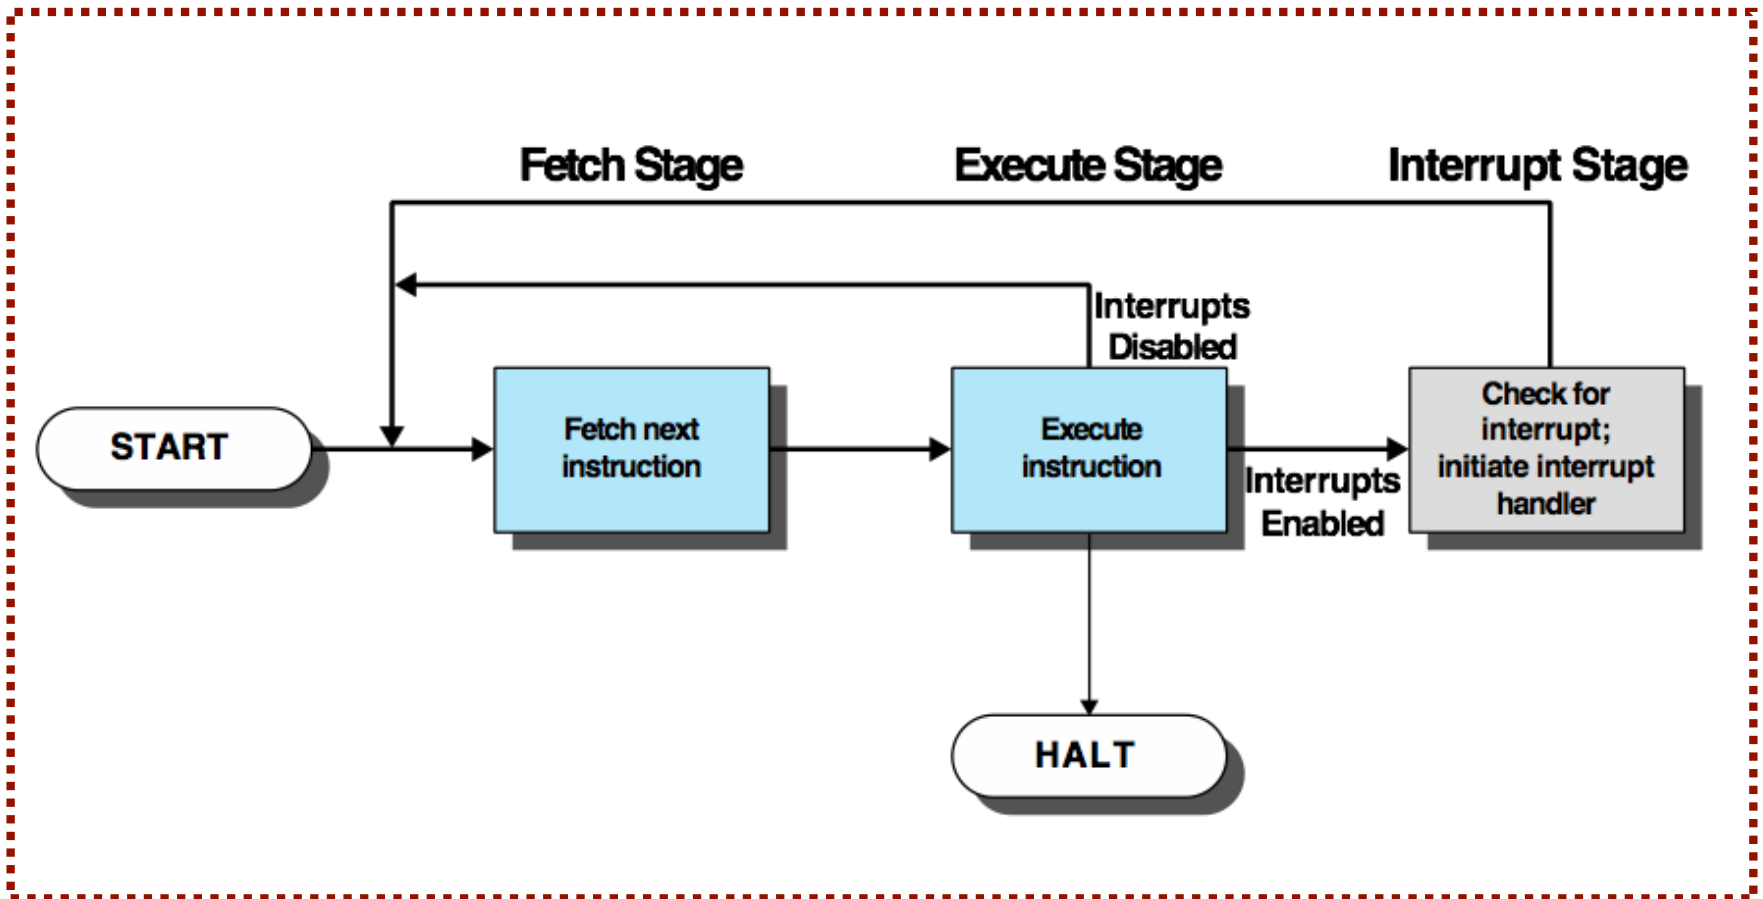 Fetch Stage
Execute Stage
Interrupt Stage
Interrupts
Disabled
START
Fetch next
instruction
Execute
instruction
Interrupts
Enabled
Check for
interrupt;
initiate interrupt
handler
HALT